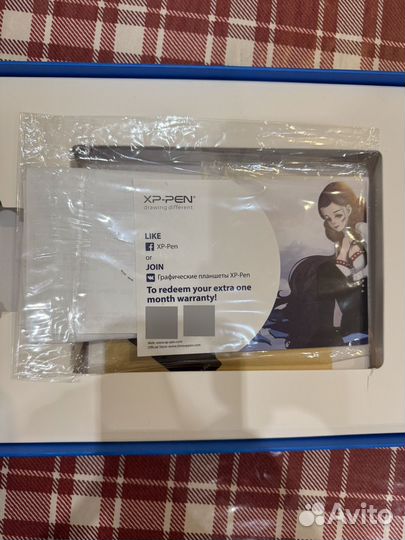 XP-PEN®
drawing different.
LIKE
XP-Pen
or
JOIN
Графические планшеты XP-Pen
To redeem your extra one
month warranty!
Avito